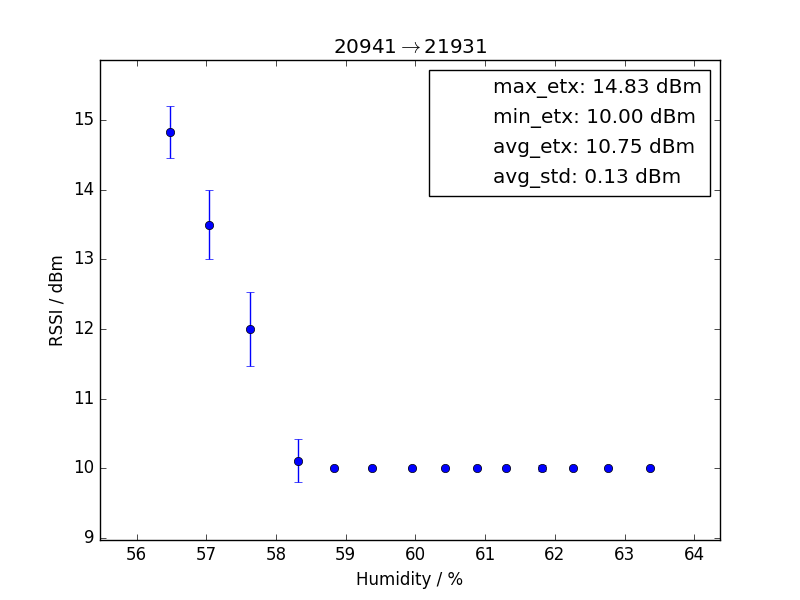 20941→21931
max_etx: 14.83 dBm
min_etx: 10.00 dBm
avg_etx: 10.75 dBm
avg_std: 0.13 dBm
RSSI / dBm
15
14
13
12
11
10
9
56 57 58 59 60 61 62 63 64
Humidity / %